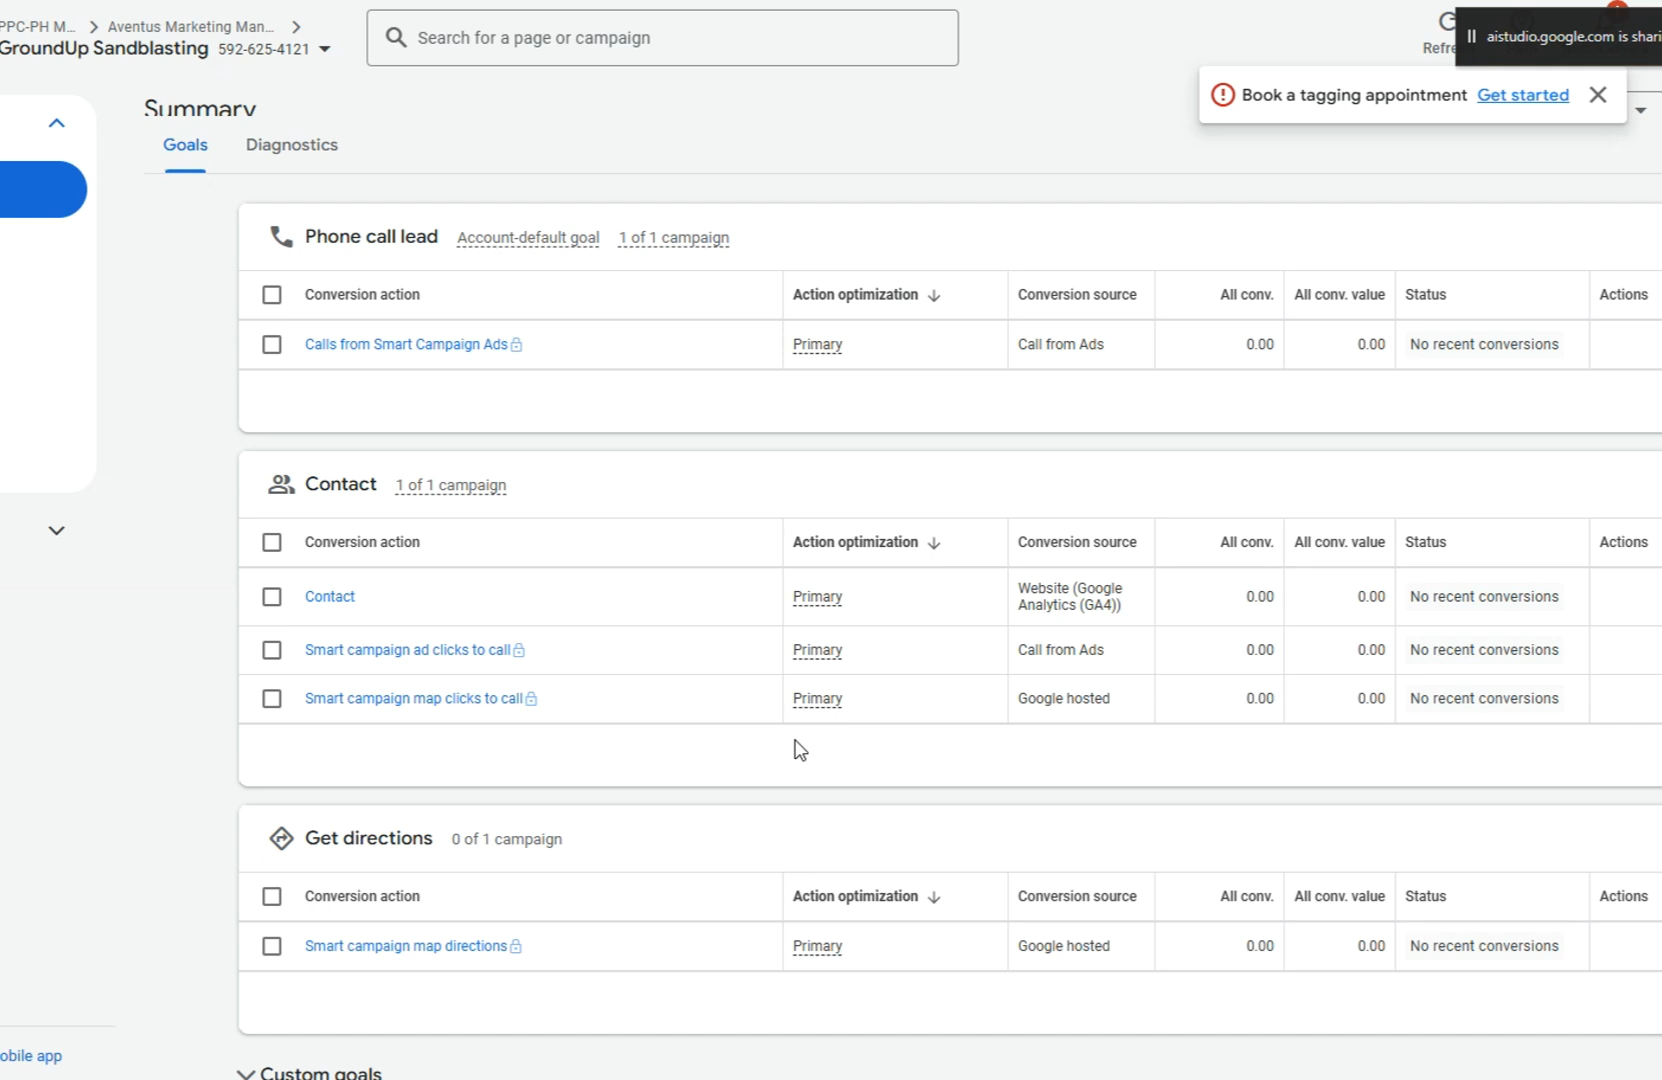 PPC-PH M... Aventus Marketing Man...
GroundUp Sandblasting 592-625-4121
Search for a page or campaign
aistudio.google.com is shari
Book a tagging appointment Get started
Summary
Goals Diagnostics
Phone call lead Account-default goal 1 of 1 campaign
Conversion action Action optimization Conversion source All conv. All conv. value Status Actions
Calls from Smart Campaign Ads Primary Call from Ads 0.00 0.00 No recent conversions
Contact 1 of 1 campaign
Conversion action Action optimization Conversion source All conv. All conv. value Status Actions
Contact Primary Website (Google
Analytics (GA4)) 0.00 0.00 No recent conversions
Smart campaign ad clicks to call Primary Call from Ads 0.00 0.00 No recent conversions
Smart campaign map clicks to call Primary Google hosted 0.00 0.00 No recent conversions
Get directions 0 of 1 campaign
Conversion action Action optimization Conversion source All conv. All conv. value Status Actions
Smart campaign map directions Primary Google hosted 0.00 0.00 No recent conversions
obile app
Custom goals